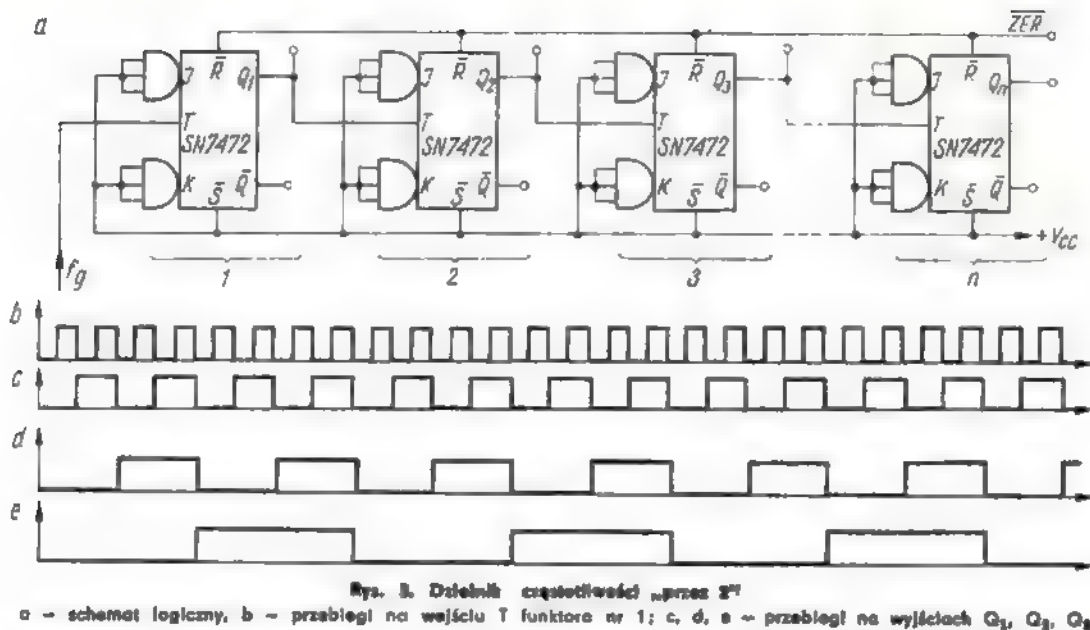 a
ZER
R̄ R̄ R̄ R̄
J Q₁ J Q₂ J Q₃ J Qₙ
T T T T
SN7472 SN7472 SN7472 SN7472
K S̄ Q̄ K S̄ Q̄ K S̄ Q̄ K S̄ Q̄
+Vcc
fg
1 2 3 n
b
c
d
e
Rys. 3. Dzielnik częstotliwości „przez 2ⁿ”
a – schemat logiczny, b – przebiegi na wejściu T funktora nr 1; c, d, e – przebiegi na wyjściach Q₁, Q₂, Q₃